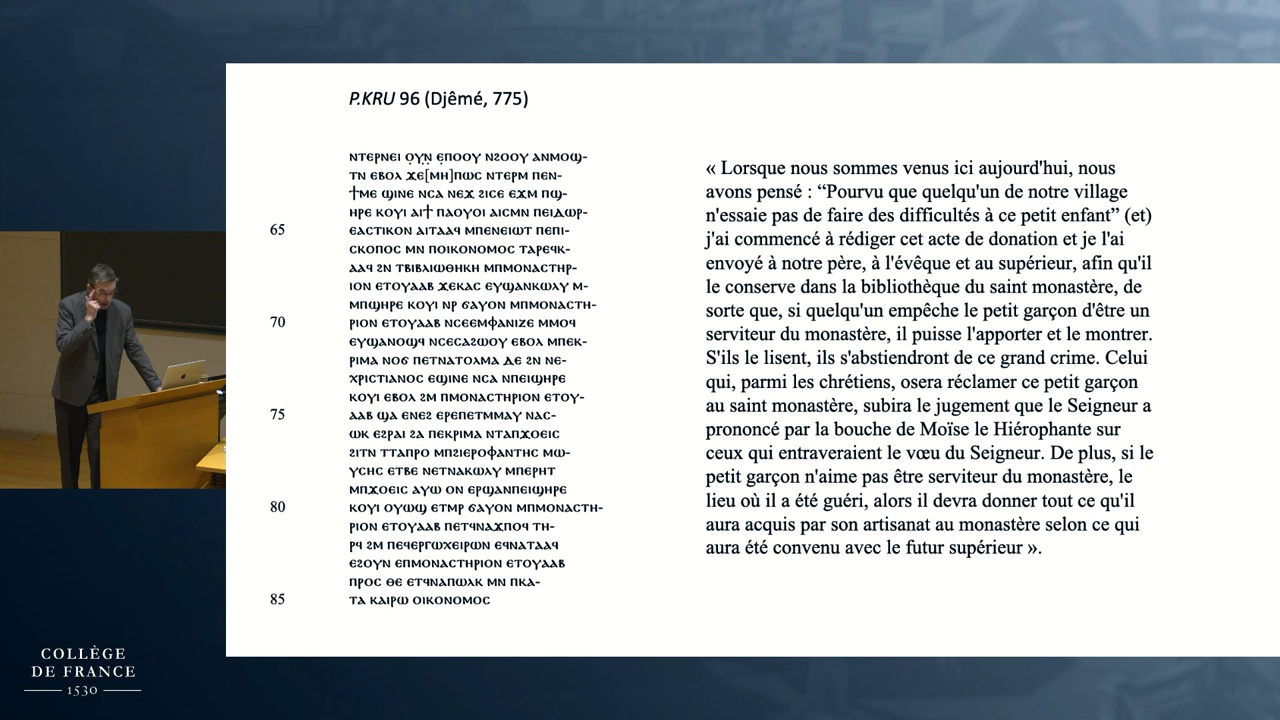 P.KRU 96 (Djêmé, 775)
ⲛⲧⲉⲣⲛⲉⲓ ⲟ̣ⲩ̣ⲛ̣ ⲉ̣ⲡⲟⲟⲩ ⲛϩⲟⲟⲩ ⲁⲛⲙⲟϣ-
ⲧⲛ ⲉⲃⲟⲗ ϫⲉ[ⲙⲏ]ⲡⲱⲥ ⲛⲧⲉⲣⲙ ⲡⲉⲛ-
ϯⲙⲉ ϣⲓⲛⲉ ⲛⲥⲁ ⲛⲉϫ ϩⲓⲥⲉ ⲉϫⲙ ⲡϣ-
ⲏⲣⲉ ⲕⲟⲩⲓ ⲁⲓϯ ⲡⲁⲟⲩⲟⲓ ⲁⲓⲥⲙⲛ ⲡⲉⲓⲇⲱⲣ-
65 ⲉⲁⲥⲧⲓⲕⲟⲛ ⲁⲓⲧⲁⲁϥ ⲙⲡⲉⲛⲉⲓⲱⲧ ⲡⲉⲡⲓ-
ⲥⲕⲟⲡⲟⲥ ⲙⲛ ⲡⲟⲓⲕⲟⲛⲟⲙⲟⲥ ⲧⲁⲣⲉϥⲕ-
ⲁⲁϥ ϩⲛ ⲧⲃⲓⲃⲗⲓⲱⲑⲏⲕⲏ ⲙⲡⲙⲟⲛⲁⲥⲧⲏⲣ-
ⲓⲟⲛ ⲉⲧⲟⲩⲁⲁⲃ ϫⲉⲕⲁⲥ ⲉⲩϣⲁⲛⲕⲱⲗⲩ ⲙ-
ⲙⲡϣⲏⲣⲉ ⲕⲟⲩⲓ ⲛⲣ ϭⲁⲩⲟⲛ ⲙⲡⲙⲟⲛⲁⲥⲧⲏ-
70 ⲣⲓⲟⲛ ⲉⲧⲟⲩⲁⲁⲃ ⲛⲥⲉⲉⲙⲫⲁⲛⲓⲍⲉ ⲙⲙⲟϥ
ⲉⲩϣⲁⲛⲟϣϥ ⲛⲥⲉⲥⲁϩⲱⲟⲩ ⲉⲃⲟⲗ ⲙⲡⲉⲕ-
ⲣⲓⲙⲁ ⲛⲟϭ ⲡⲉⲧⲛⲁⲧⲟⲗⲙⲁ ⲇⲉ ϩⲛ ⲛⲉ-
ⲭⲣⲓⲥⲧⲓⲁⲛⲟⲥ ⲉϣⲓⲛⲉ ⲛⲥⲁ ⲛⲡⲉⲓϣⲏⲣⲉ
ⲕⲟⲩⲓ ⲉⲃⲟⲗ ϩⲙ ⲡⲙⲟⲛⲁⲥⲧⲏⲣⲓⲟⲛ ⲉⲧⲟⲩ-
75 ⲁⲁⲃ ϣⲁ ⲉⲛⲉϩ ⲉⲣⲉⲡⲉⲧⲙⲙⲁⲩ ⲛⲁⲥ-
ⲱⲕ ⲉϩⲣⲁⲓ ϩⲁ ⲡⲉⲕⲣⲓⲙⲁ ⲛⲧⲁⲡϫⲟⲉⲓⲥ
ϩⲓⲧⲛ ⲧⲧⲁⲡⲣⲟ ⲙⲡϩⲓⲉⲣⲟⲫⲁⲛⲧⲏⲥ ⲙⲱ-
ⲩⲥⲏⲥ ⲉⲧⲃⲉ ⲛⲉⲧⲛⲁⲕⲱⲗⲩ ⲙⲡⲉⲣⲏⲧ
ⲙⲡϫⲟⲉⲓⲥ ⲁⲩⲱ ⲟⲛ ⲉⲣϣⲁⲛⲡⲉⲓϣⲏⲣⲉ
80 ⲕⲟⲩⲓ ⲟⲩⲱϣ ⲉⲧⲙⲣ ϭⲁⲩⲟⲛ ⲙⲡⲙⲟⲛⲁⲥⲧⲏ-
ⲣⲓⲟⲛ ⲉⲧⲟⲩⲁⲁⲃ ⲡⲉⲧϥⲛⲁϫⲡⲟϥ ⲧⲏ-
ⲣϥ ϩⲙ ⲡⲉϥⲉⲣⲅⲱⲭⲉⲓⲣⲱⲛ ⲉϥⲛⲁⲧⲁⲁϥ
ⲉϩⲟⲩⲛ ⲉⲡⲙⲟⲛⲁⲥⲧⲏⲣⲓⲟⲛ ⲉⲧⲟⲩⲁⲁⲃ
ⲡⲣⲟⲥ ⲑⲉ ⲉⲧϥⲛⲁⲡⲱⲗⲕ ⲙⲛ ⲡⲕⲁ-
85 ⲧⲁ ⲕⲁⲓⲣⲱ ⲟⲓⲕⲟⲛⲟⲙⲟⲥ
« Lorsque nous sommes venus ici aujourd'hui, nous
avons pensé : “Pourvu que quelqu'un de notre village
n'essaie pas de faire des difficultés à ce petit enfant” (et)
j'ai commencé à rédiger cet acte de donation et je l'ai
envoyé à notre père, à l'évêque et au supérieur, afin qu'il
le conserve dans la bibliothèque du saint monastère, de
sorte que, si quelqu'un empêche le petit garçon d'être un
serviteur du monastère, il puisse l'apporter et le montrer.
S'ils le lisent, ils s'abstiendront de ce grand crime. Celui
qui, parmi les chrétiens, osera réclamer ce petit garçon
au saint monastère, subira le jugement que le Seigneur a
prononcé par la bouche de Moïse le Hiérophante sur
ceux qui entraveraient le vœu du Seigneur. De plus, si le
petit garçon n'aime pas être serviteur du monastère, le
lieu où il a été guéri, alors il devra donner tout ce qu'il
aura acquis par son artisanat au monastère selon ce qui
aura été convenu avec le futur supérieur ».
COLLÈGE
DE FRANCE
1530